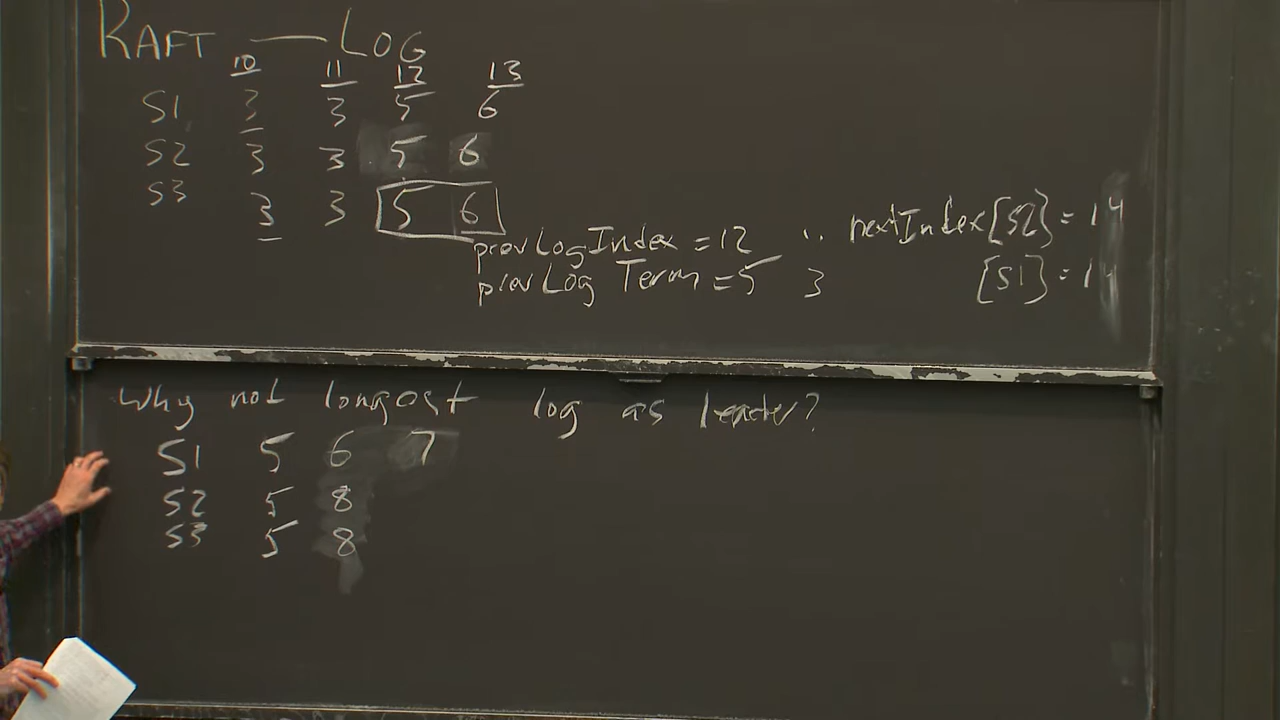 RAFT — LOG
10 11 12 13
S1 3 3 5 6
S2 3 3 5 6
S3 3 3 5 6
nextIndex[S2] = 14
prevLogIndex = 12
prevLog Term = 5 3 [S1] = 14
Why not longest log as leader?
S1 5 6 7
S2 5 8
S3 5 8